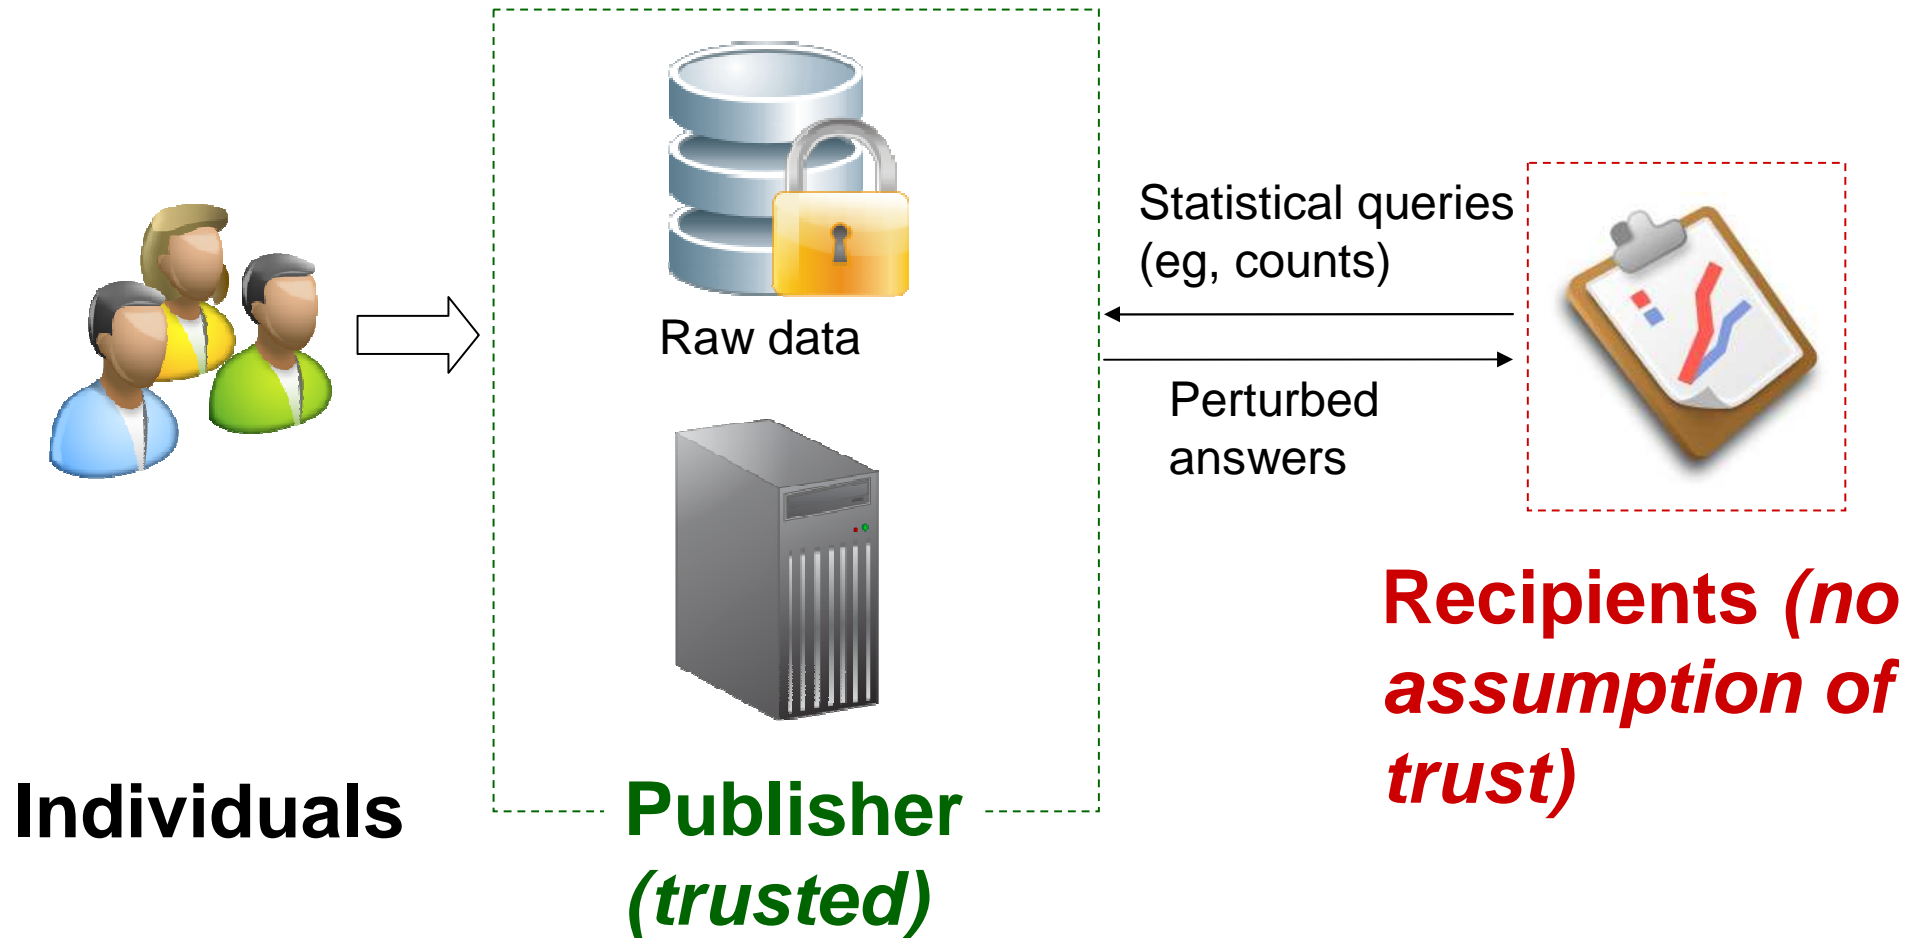 Individuals
Raw data
Publisher
(trusted)
Statistical queries
(eg, counts)
Perturbed
answers
Recipients (no
assumption of
trust)